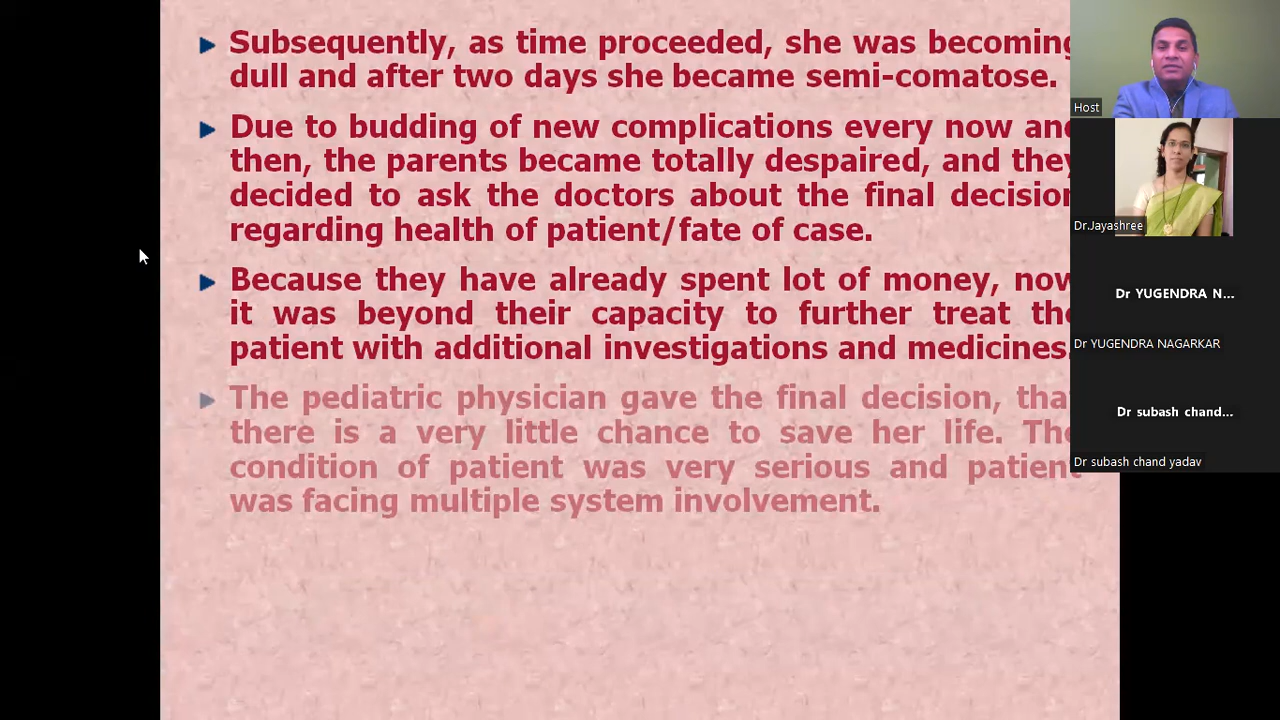 Subsequently, as time proceeded, she was becoming
dull and after two days she became semi-comatose.
Due to budding of new complications every now and
then, the parents became totally despaired, and they
decided to ask the doctors about the final decision
regarding health of patient/fate of case.
Because they have already spent lot of money, now
it was beyond their capacity to further treat the
patient with additional investigations and medicines.
The pediatric physician gave the final decision, that
there is a very little chance to save her life. The
condition of patient was very serious and patient
was facing multiple system involvement.
Host
Dr.Jayashree
Dr YUGENDRA N...
Dr YUGENDRA NAGARKAR
Dr subash chand...
Dr subash chand yadav